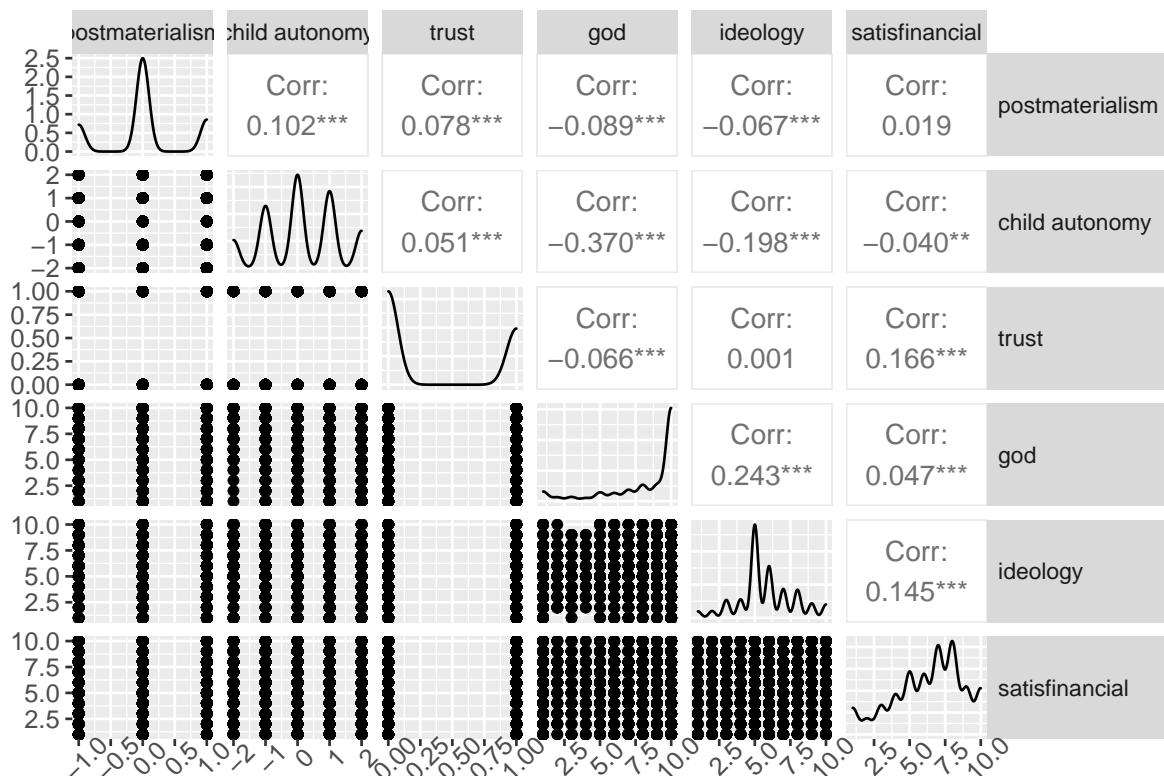 postmaterialism child autonomy trust god ideology satisfinancial
2.5
2.0
1.5
1.0
0.5
0.0
Corr:
0.102***
Corr:
0.078***
Corr:
−0.089***
Corr:
−0.067***
Corr:
0.019
postmaterialism
2
1
0
−1
−2
Corr:
0.051***
Corr:
−0.370***
Corr:
−0.198***
Corr:
−0.040**
child autonomy
1.00
0.75
0.50
0.25
0.00
Corr:
−0.066***
Corr:
0.001
Corr:
0.166***
trust
10.0
7.5
5.0
2.5
Corr:
0.243***
Corr:
0.047***
god
10.0
7.5
5.0
2.5
Corr:
0.145***
ideology
10.0
7.5
5.0
2.5
satisfinancial
−1.0 −0.5 0.0 0.5 1.0 −2 −1 0 1 2 0.00 0.25 0.50 0.75 1.00 2.5 5.0 7.5 10.0 2.5 5.0 7.5 10.0 2.5 5.0 7.5 10.0